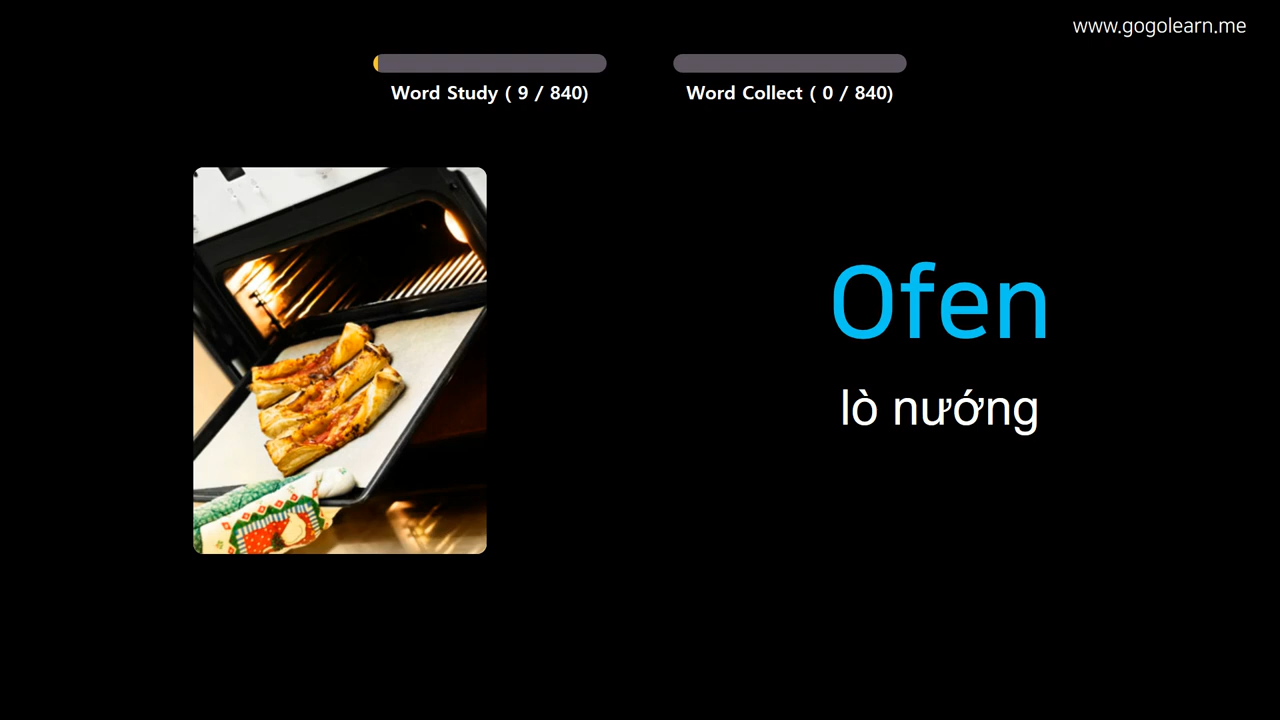 www.gogolearn.me
Word Study ( 9 / 840)
Word Collect ( 0 / 840)
Ofen
lò nướng